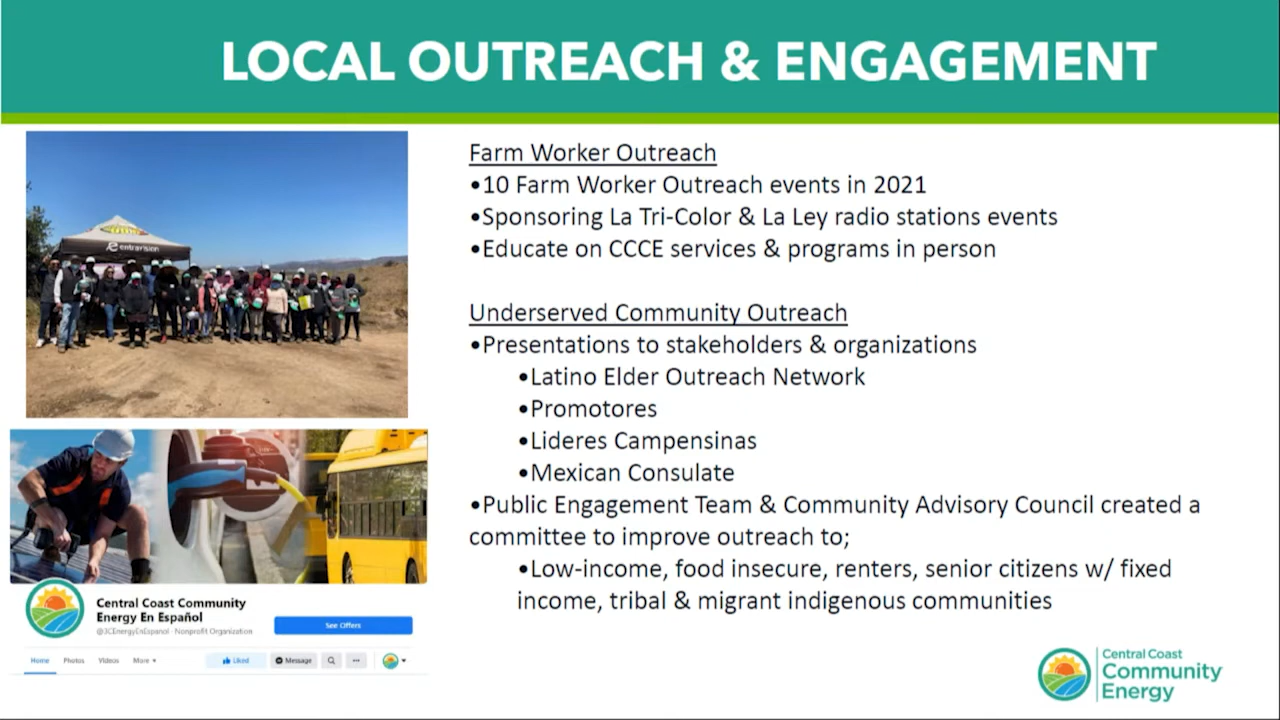 LOCAL OUTREACH & ENGAGEMENT
entravision
Farm Worker Outreach
•10 Farm Worker Outreach events in 2021
•Sponsoring La Tri-Color & La Ley radio stations events
•Educate on CCCE services & programs in person
Underserved Community Outreach
•Presentations to stakeholders & organizations
•Latino Elder Outreach Network
•Promotores
•Lideres Campensinas
•Mexican Consulate
•Public Engagement Team & Community Advisory Council created a
committee to improve outreach to;
•Low-income, food insecure, renters, senior citizens w/ fixed
income, tribal & migrant indigenous communities
Central Coast Community
Energy En Español
@3CEnergyEnEspanol · Nonprofit Organization
See Offers
Home Photos Videos More Liked Message
Central Coast
Community
Energy